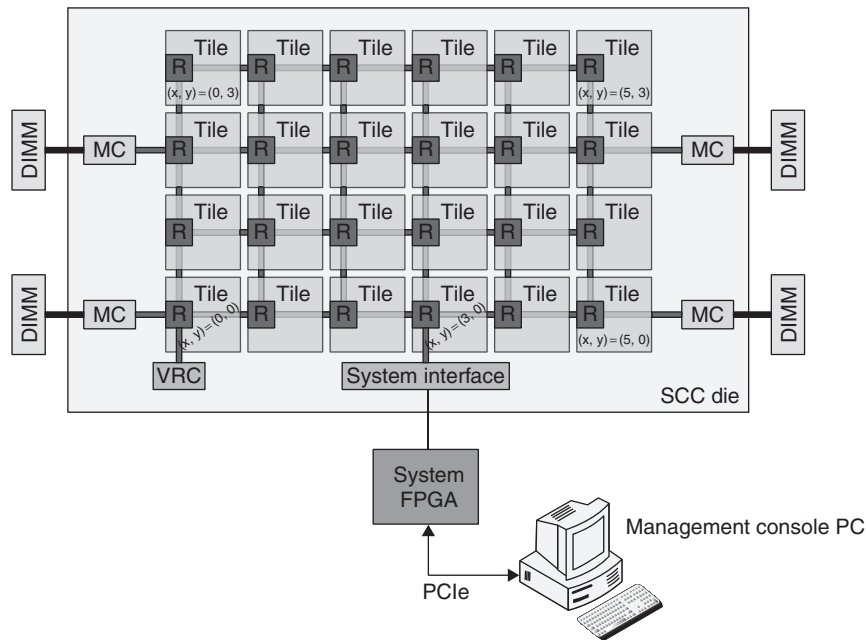 Tile Tile Tile Tile Tile Tile
R R R R R R
(x, y)=(0, 3) (x, y)=(5, 3)
Tile Tile Tile Tile Tile Tile
DIMM MC R R R R R R MC DIMM
Tile Tile Tile Tile Tile Tile
R R R R R R
Tile Tile Tile Tile Tile Tile
DIMM MC R R R R R R MC DIMM
(x, y)=(0, 0) (x, y)=(3, 0) (x, y)=(5, 0)
VRC System interface
SCC die
System
FPGA
Management console PC
PCIe